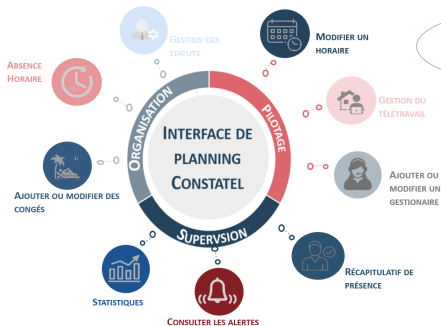 GESTION DES
STATUTS
MODIFIER UN
HORAIRE
ABSENCE
HORAIRE
GESTION DU
TÉLÉTRAVAIL
ORGANISATION
PILOTAGE
INTERFACE DE
PLANNING
CONSTATEL
AJOUTER OU
MODIFIER UN
GESTIONAIRE
AJOUTER OU MODIFIER DES
CONGÉS
SUPERVSION
STATISTIQUES
RÉCAPITULATIF DE
PRÉSENCE
CONSULTER LES ALERTES